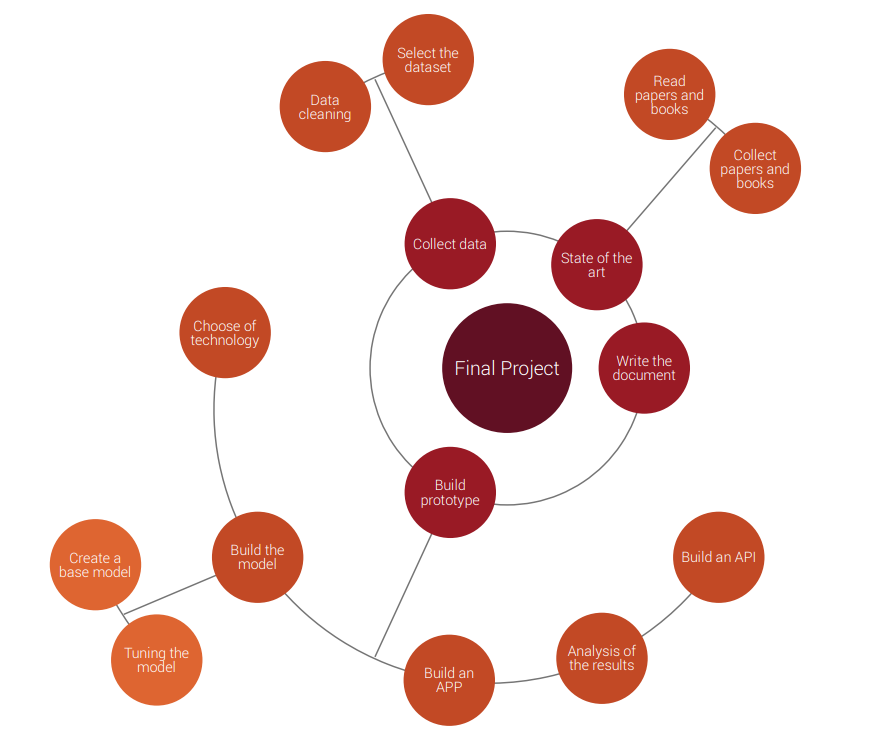 Select the
dataset
Data
cleaning
Read
papers and
books
Collect
papers and
books
Collect data
State of the
art
Choose of
technology
Final Project
Write the
document
Build
prototype
Build the
model
Create a
base model
Build an API
Tuning the
model
Build an
APP
Analysis of
the results